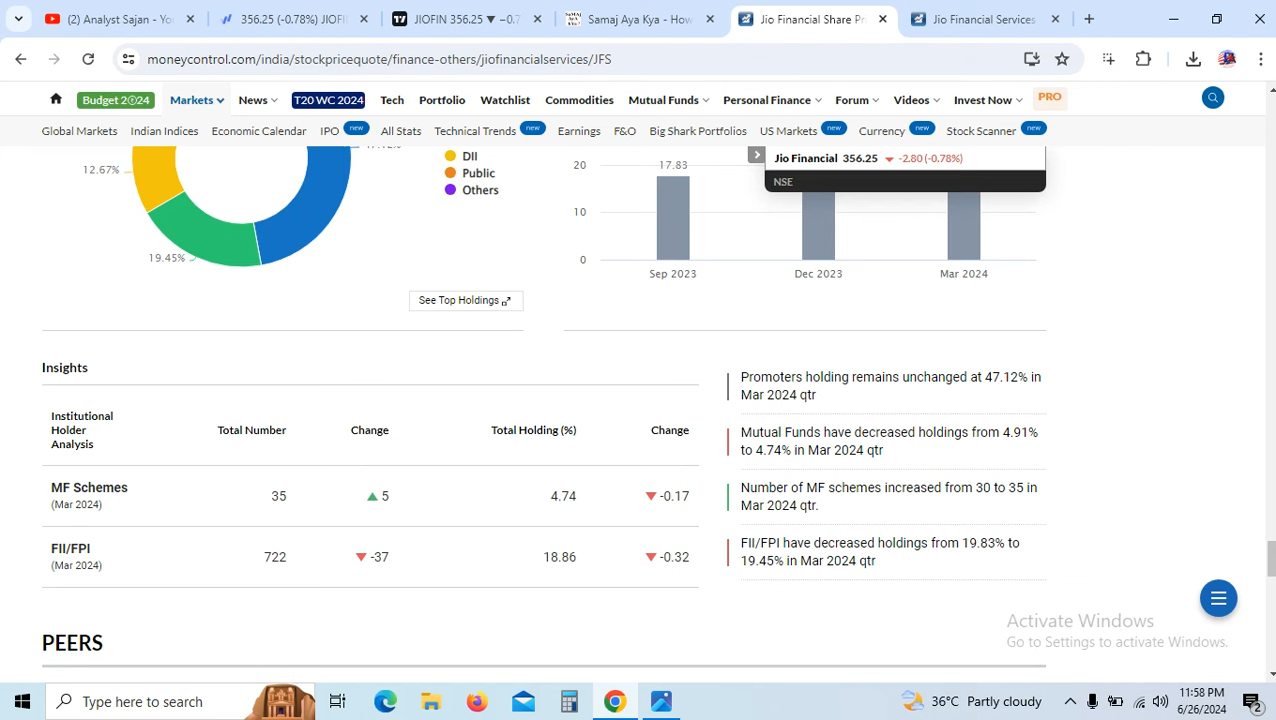 (2) Analyst Sajan - Yo
356.25 (-0.78%) JIOFI
JIOFIN 356.25 ▼ −0.7
Samaj Aya Kya - How
Jio Financial Share Pr
Jio Financial Services
moneycontrol.com/india/stockpricequote/finance-others/jiofinancialservices/JFS
Budget 2024
Markets
News
T20 WC 2024
Tech
Portfolio
Watchlist
Commodities
Mutual Funds
Personal Finance
Forum
Videos
Invest Now
PRO
Global Markets
Indian Indices
Economic Calendar
IPO new
All Stats
Technical Trends new
Earnings
F&O
Big Shark Portfolios
US Markets new
Currency new
Stock Scanner new
12.67%
19.45%
DII
Public
Others
See Top Holdings
20
10
0
17.83
Sep 2023
Dec 2023
Mar 2024
Jio Financial 356.25 ▼ -2.80 (-0.78%)
NSE
Insights
Institutional
Holder
Analysis
Total Number
Change
Total Holding (%)
Change
MF Schemes
(Mar 2024)
35
▲ 5
4.74
▼ -0.17
FII/FPI
(Mar 2024)
722
▼ -37
18.86
▼ -0.32
Promoters holding remains unchanged at 47.12% in
Mar 2024 qtr
Mutual Funds have decreased holdings from 4.91%
to 4.74% in Mar 2024 qtr
Number of MF schemes increased from 30 to 35 in
Mar 2024 qtr.
FII/FPI have decreased holdings from 19.83% to
19.45% in Mar 2024 qtr
PEERS
Activate Windows
Go to Settings to activate Windows.
Type here to search
36°C Partly cloudy
11:58 PM
6/26/2024
2